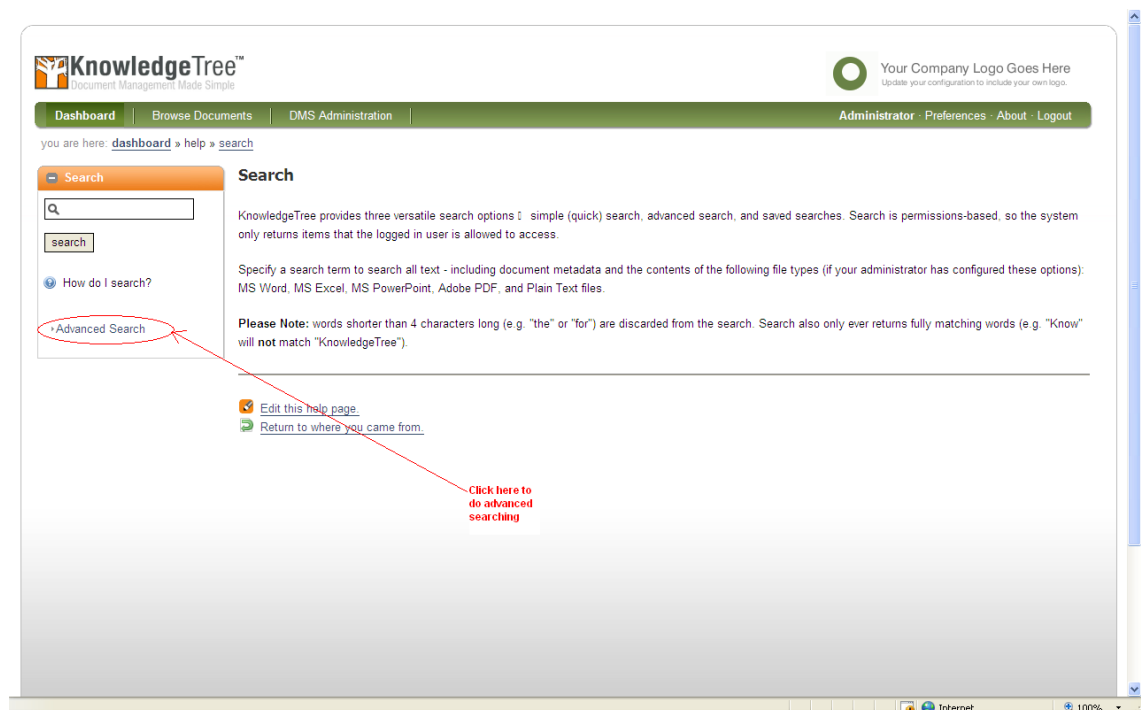 KnowledgeTree™
Document Management Made Simple
Your Company Logo Goes Here
Update your configuration to include your own logo.
Dashboard Browse Documents DMS Administration Administrator · Preferences · About · Logout
you are here: dashboard » help » search
Search
search
How do I search?
Advanced Search
Search
KnowledgeTree provides three versatile search options simple (quick) search, advanced search, and saved searches. Search is permissions-based, so the system
only returns items that the logged in user is allowed to access.
Specify a search term to search all text - including document metadata and the contents of the following file types (if your administrator has configured these options):
MS Word, MS Excel, MS PowerPoint, Adobe PDF, and Plain Text files.
Please Note: words shorter than 4 characters long (e.g. "the" or "for") are discarded from the search. Search also only ever returns fully matching words (e.g. "Know"
will not match "KnowledgeTree").
Edit this help page.
Return to where you came from.
Click here to
do advanced
searching
Internet 100%